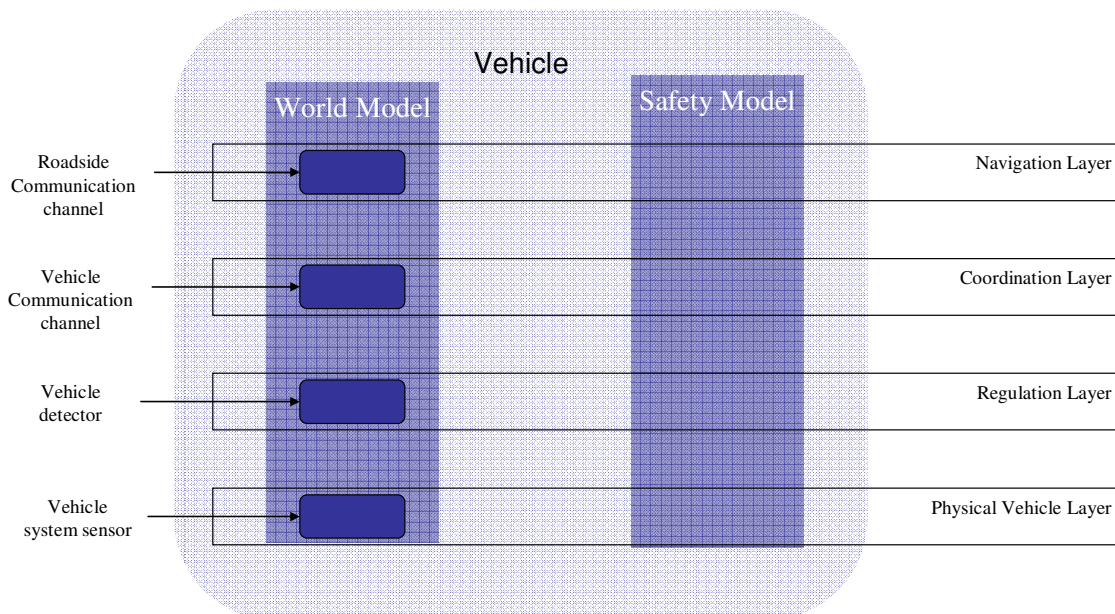 Vehicle
World Model
Safety Model
Roadside
Communication
channel
Navigation Layer
Vehicle
Communication
channel
Coordination Layer
Vehicle
detector
Regulation Layer
Vehicle
system sensor
Physical Vehicle Layer